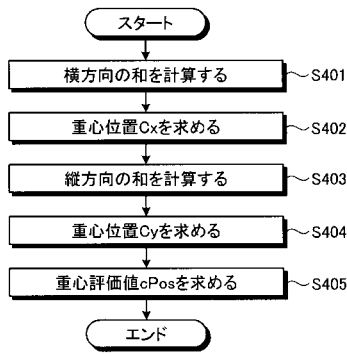 スタート
横方向の和を計算する
S401
重心位置Cxを求める
S402
縦方向の和を計算する
S403
重心位置Cyを求める
S404
重心評価値cPosを求める
S405
エンド